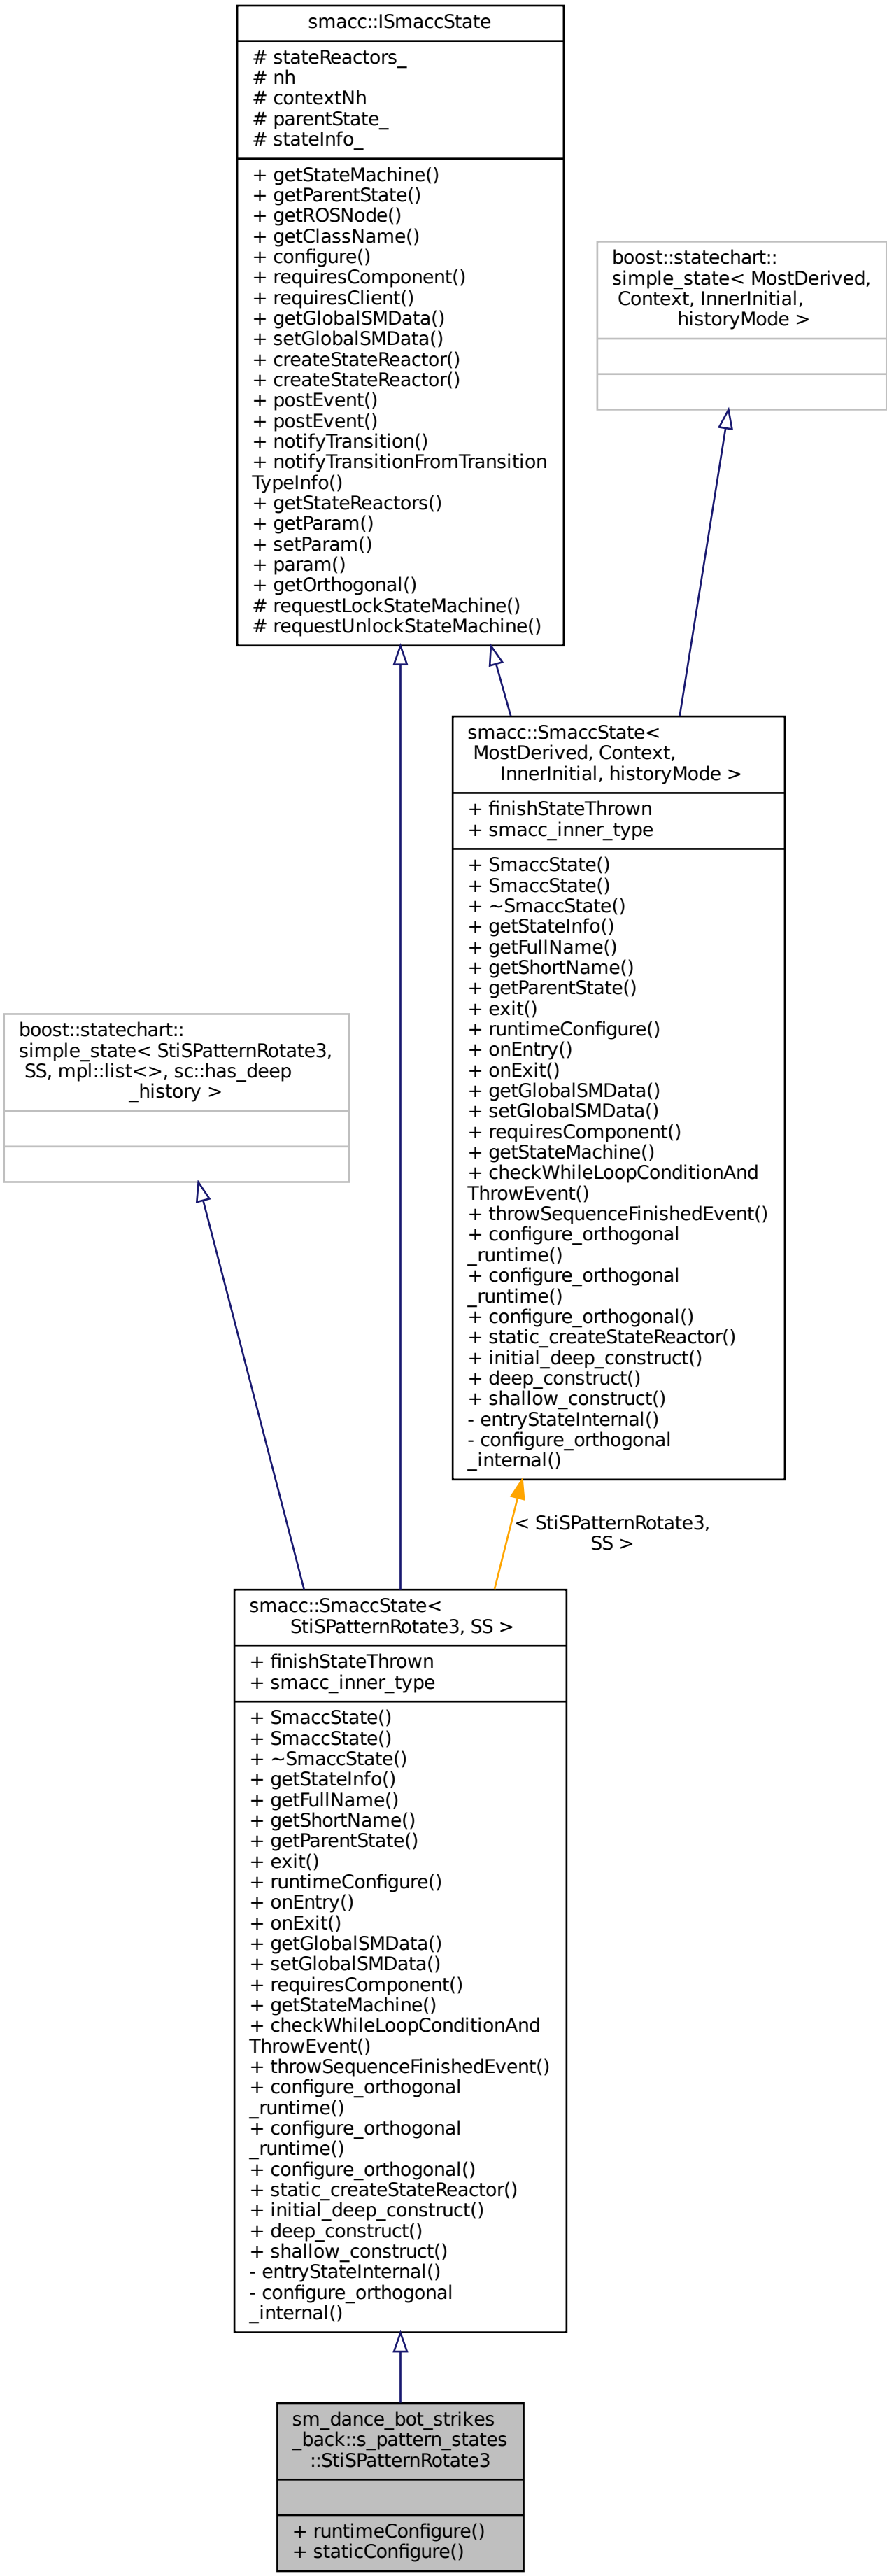 smacc::ISmaccState
# stateReactors_
# nh
# contextNh
# parentState_
# stateInfo_
+ getStateMachine()
+ getParentState()
+ getROSNode()
+ getClassName()
+ configure()
+ requiresComponent()
+ requiresClient()
+ getGlobalSMData()
+ setGlobalSMData()
+ createStateReactor()
+ createStateReactor()
+ postEvent()
+ postEvent()
+ notifyTransition()
+ notifyTransitionFromTransition
TypeInfo()
+ getStateReactors()
+ getParam()
+ setParam()
+ param()
+ getOrthogonal()
# requestLockStateMachine()
# requestUnlockStateMachine()
boost::statechart::
simple_state< MostDerived,
Context, InnerInitial,
historyMode >
smacc::SmaccState<
MostDerived, Context,
InnerInitial, historyMode >
+ finishStateThrown
+ smacc_inner_type
+ SmaccState()
+ SmaccState()
+ ~SmaccState()
+ getStateInfo()
+ getFullName()
+ getShortName()
+ getParentState()
+ exit()
+ runtimeConfigure()
+ onEntry()
+ onExit()
+ getGlobalSMData()
+ setGlobalSMData()
+ requiresComponent()
+ getStateMachine()
+ checkWhileLoopConditionAnd
ThrowEvent()
+ throwSequenceFinishedEvent()
+ configure_orthogonal
_runtime()
+ configure_orthogonal
_runtime()
+ configure_orthogonal()
+ static_createStateReactor()
+ initial_deep_construct()
+ deep_construct()
+ shallow_construct()
- entryStateInternal()
- configure_orthogonal
_internal()
boost::statechart::
simple_state< StiSPatternRotate3,
SS, mpl::list<>, sc::has_deep
_history >
< StiSPatternRotate3,
SS >
smacc::SmaccState<
StiSPatternRotate3, SS >
+ finishStateThrown
+ smacc_inner_type
+ SmaccState()
+ SmaccState()
+ ~SmaccState()
+ getStateInfo()
+ getFullName()
+ getShortName()
+ getParentState()
+ exit()
+ runtimeConfigure()
+ onEntry()
+ onExit()
+ getGlobalSMData()
+ setGlobalSMData()
+ requiresComponent()
+ getStateMachine()
+ checkWhileLoopConditionAnd
ThrowEvent()
+ throwSequenceFinishedEvent()
+ configure_orthogonal
_runtime()
+ configure_orthogonal
_runtime()
+ configure_orthogonal()
+ static_createStateReactor()
+ initial_deep_construct()
+ deep_construct()
+ shallow_construct()
- entryStateInternal()
- configure_orthogonal
_internal()
sm_dance_bot_strikes
_back::s_pattern_states
::StiSPatternRotate3
+ runtimeConfigure()
+ staticConfigure()